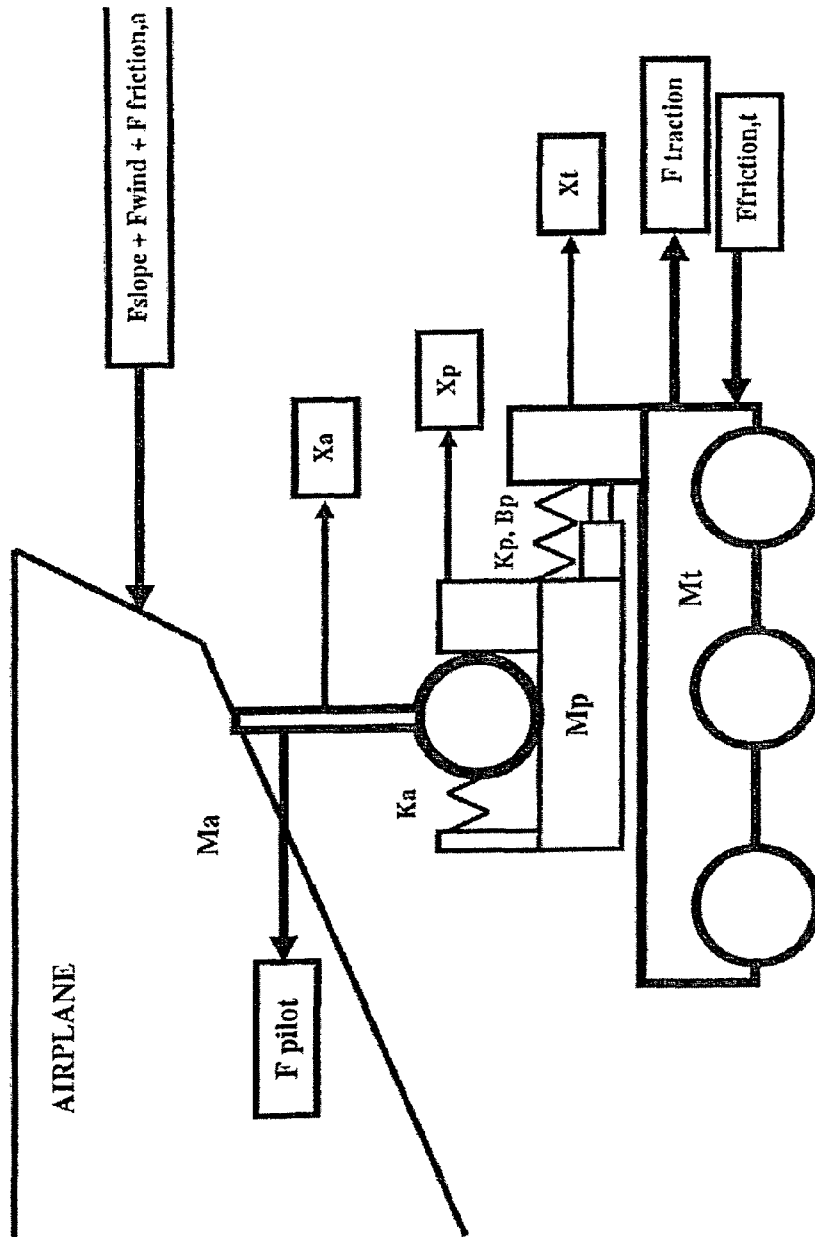 Fslope + Fwind + F friction,a
AIRPLANE
Ma
Xa
F pilot
Ka
Xp
Kp, Bp
Xt
Mp
Mt
F traction
Ffriction,t